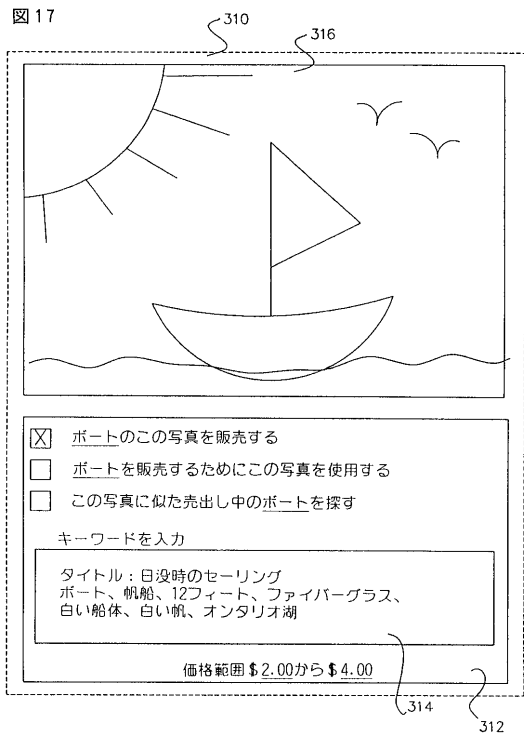 図17
310
316
X ボートのこの写真を販売する
ボートを販売するためにこの写真を使用する
この写真に似た売出し中のボートを探す
キーワードを入力
タイトル：日没時のセーリング
ボート、帆船、12フィート、ファイバーグラス、
白い船体、白い帆、オンタリオ湖
価格範囲＄2.00から＄4.00
314
312